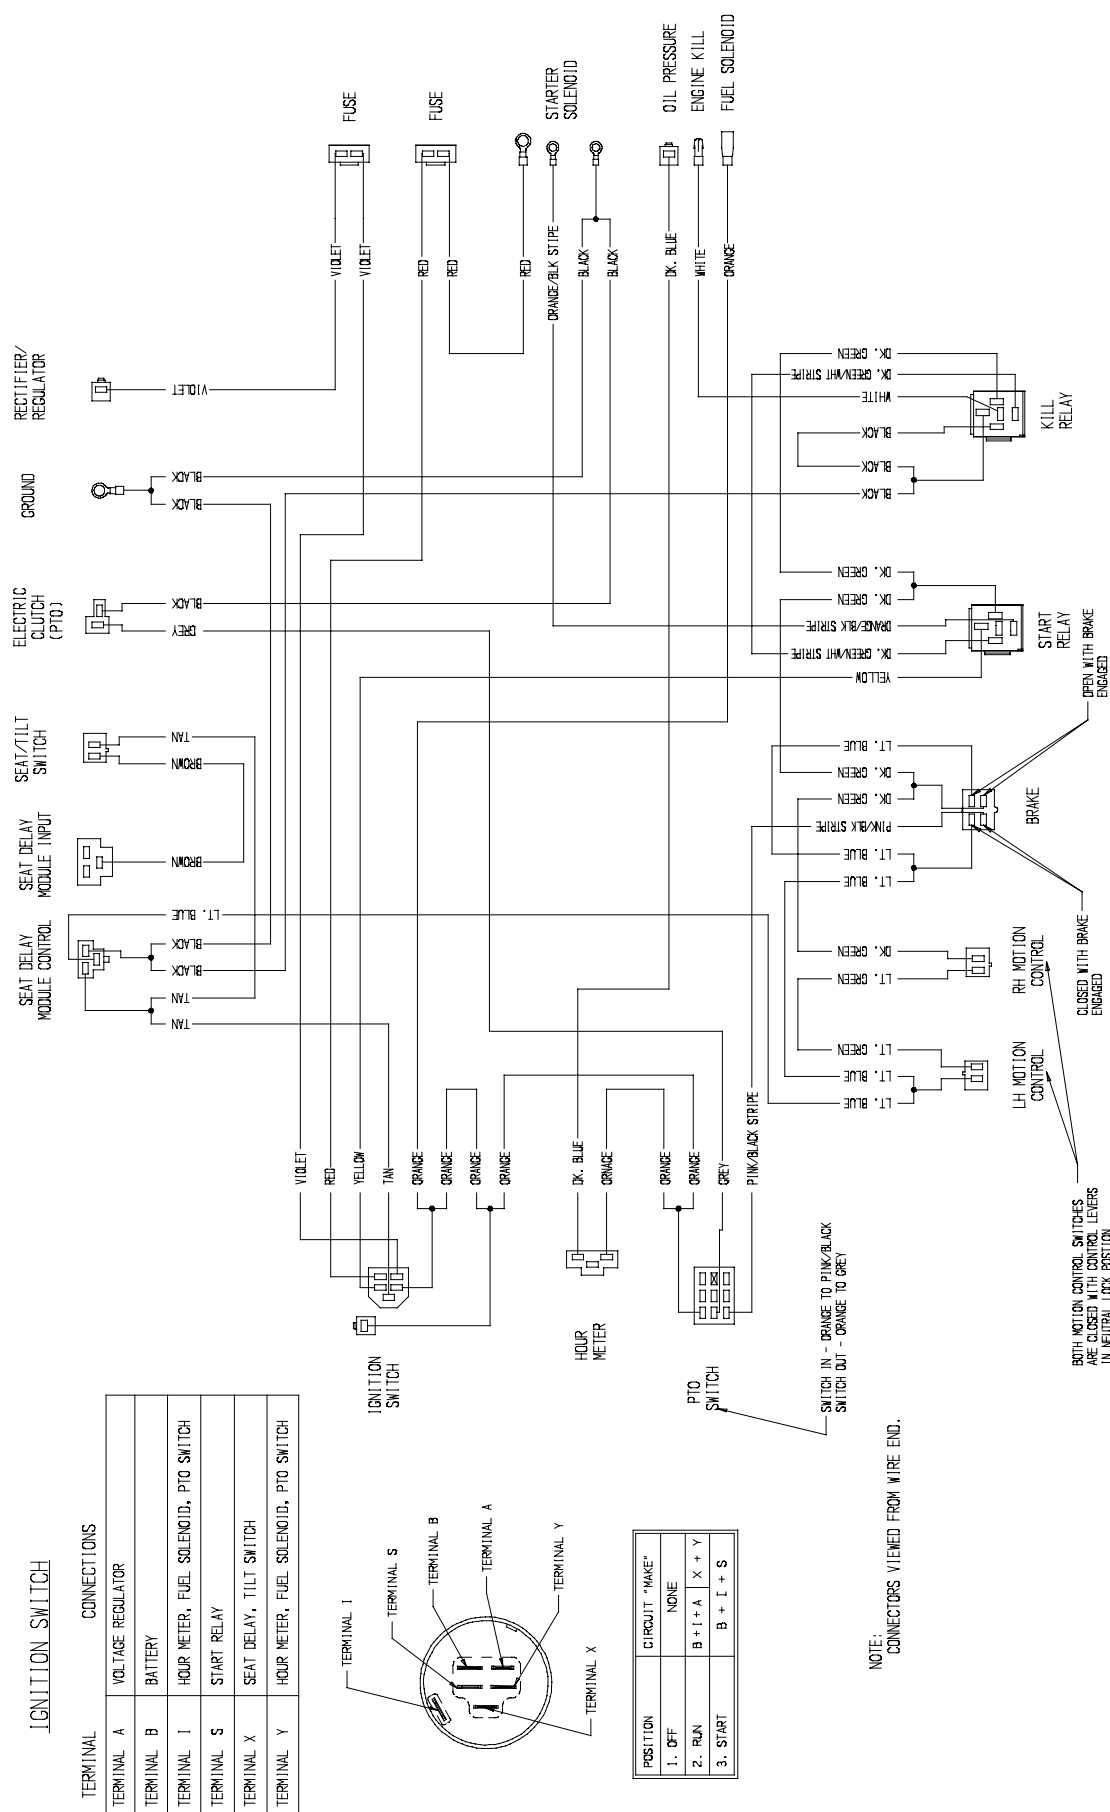 IGNITION SWITCH
TERMINAL CONNECTIONS
TERMINAL A VOLTAGE REGULATOR
TERMINAL B BATTERY
TERMINAL I HOUR METER, FUEL SOLENOID, PTO SWITCH
TERMINAL S START RELAY
TERMINAL X SEAT DELAY, TILT SWITCH
TERMINAL Y HOUR METER, FUEL SOLENOID, PTO SWITCH
TERMINAL I
TERMINAL S
TERMINAL B
TERMINAL A
TERMINAL Y
TERMINAL X
POSITION CIRCUIT "MAKE"
1. OFF NONE
2. RUN B + I + A X + Y
3. START B + I + S
NOTE:
CONNECTORS VIEWED FROM WIRE END.
SEAT DELAY
MODULE CONTROL
SEAT DELAY
MODULE INPUT
SEAT/TILT
SWITCH
ELECTRIC
CLUTCH
(PTO)
GROUND
RECTIFIER/
REGULATOR
TAN
TAN
BLACK
BLACK
LT. BLUE
BROWN
BROWN
TAN
GREY
BLACK
BLACK
BLACK
VIOLET
FUSE
FUSE
STARTER
SOLENOID
OIL PRESSURE
ENGINE KILL
FUEL SOLENOID
VIOLET
VIOLET
RED
RED
RED
ORANGE/BLK STIPE
BLACK
BLACK
DK. BLUE
WHITE
ORANGE
IGNITION
SWITCH
VIOLET
RED
YELLOW
TAN
ORANGE
ORANGE
ORANGE
ORANGE
HOUR
METER
DK. BLUE
ORNACE
PTO
SWITCH
ORANGE
ORANGE
GREY
PINK/BLACK STRIPE
SWITCH IN - ORANGE TO PINK/BLACK
SWITCH OUT - ORANGE TO GREY
LT. BLUE
LT. BLUE
LT. GREEN
LH MOTION
CONTROL
LT. GREEN
DK. GREEN
RH MOTION
CONTROL
BOTH MOTION CONTROL SWITCHES
ARE CLOSED WITH CONTROL LEVERS
IN NEUTRAL LOCK POSITION
LT. BLUE
LT. BLUE
PINK/BLK STRIPE
DK. GREEN
DK. GREEN
LT. BLUE
BRAKE
CLOSED WITH BRAKE
ENGAGED
OPEN WITH BRAKE
ENGAGED
YELLOW
DK. GREEN/WHT STRIPE
ORANGE/BLK STRIPE
DK. GREEN
DK. GREEN
START
RELAY
BLACK
BLACK
BLACK
WHITE
DK. GREEN/WHT STRIPE
DK. GREEN
KILL
RELAY